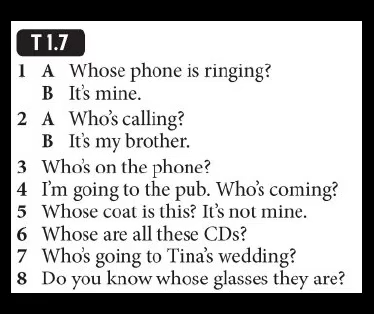 T 1.7
1 A Whose phone is ringing?
B It's mine.
2 A Who's calling?
B It's my brother.
3 Who's on the phone?
4 I'm going to the pub. Who's coming?
5 Whose coat is this? It's not mine.
6 Whose are all these CDs?
7 Who's going to Tina's wedding?
8 Do you know whose glasses they are?